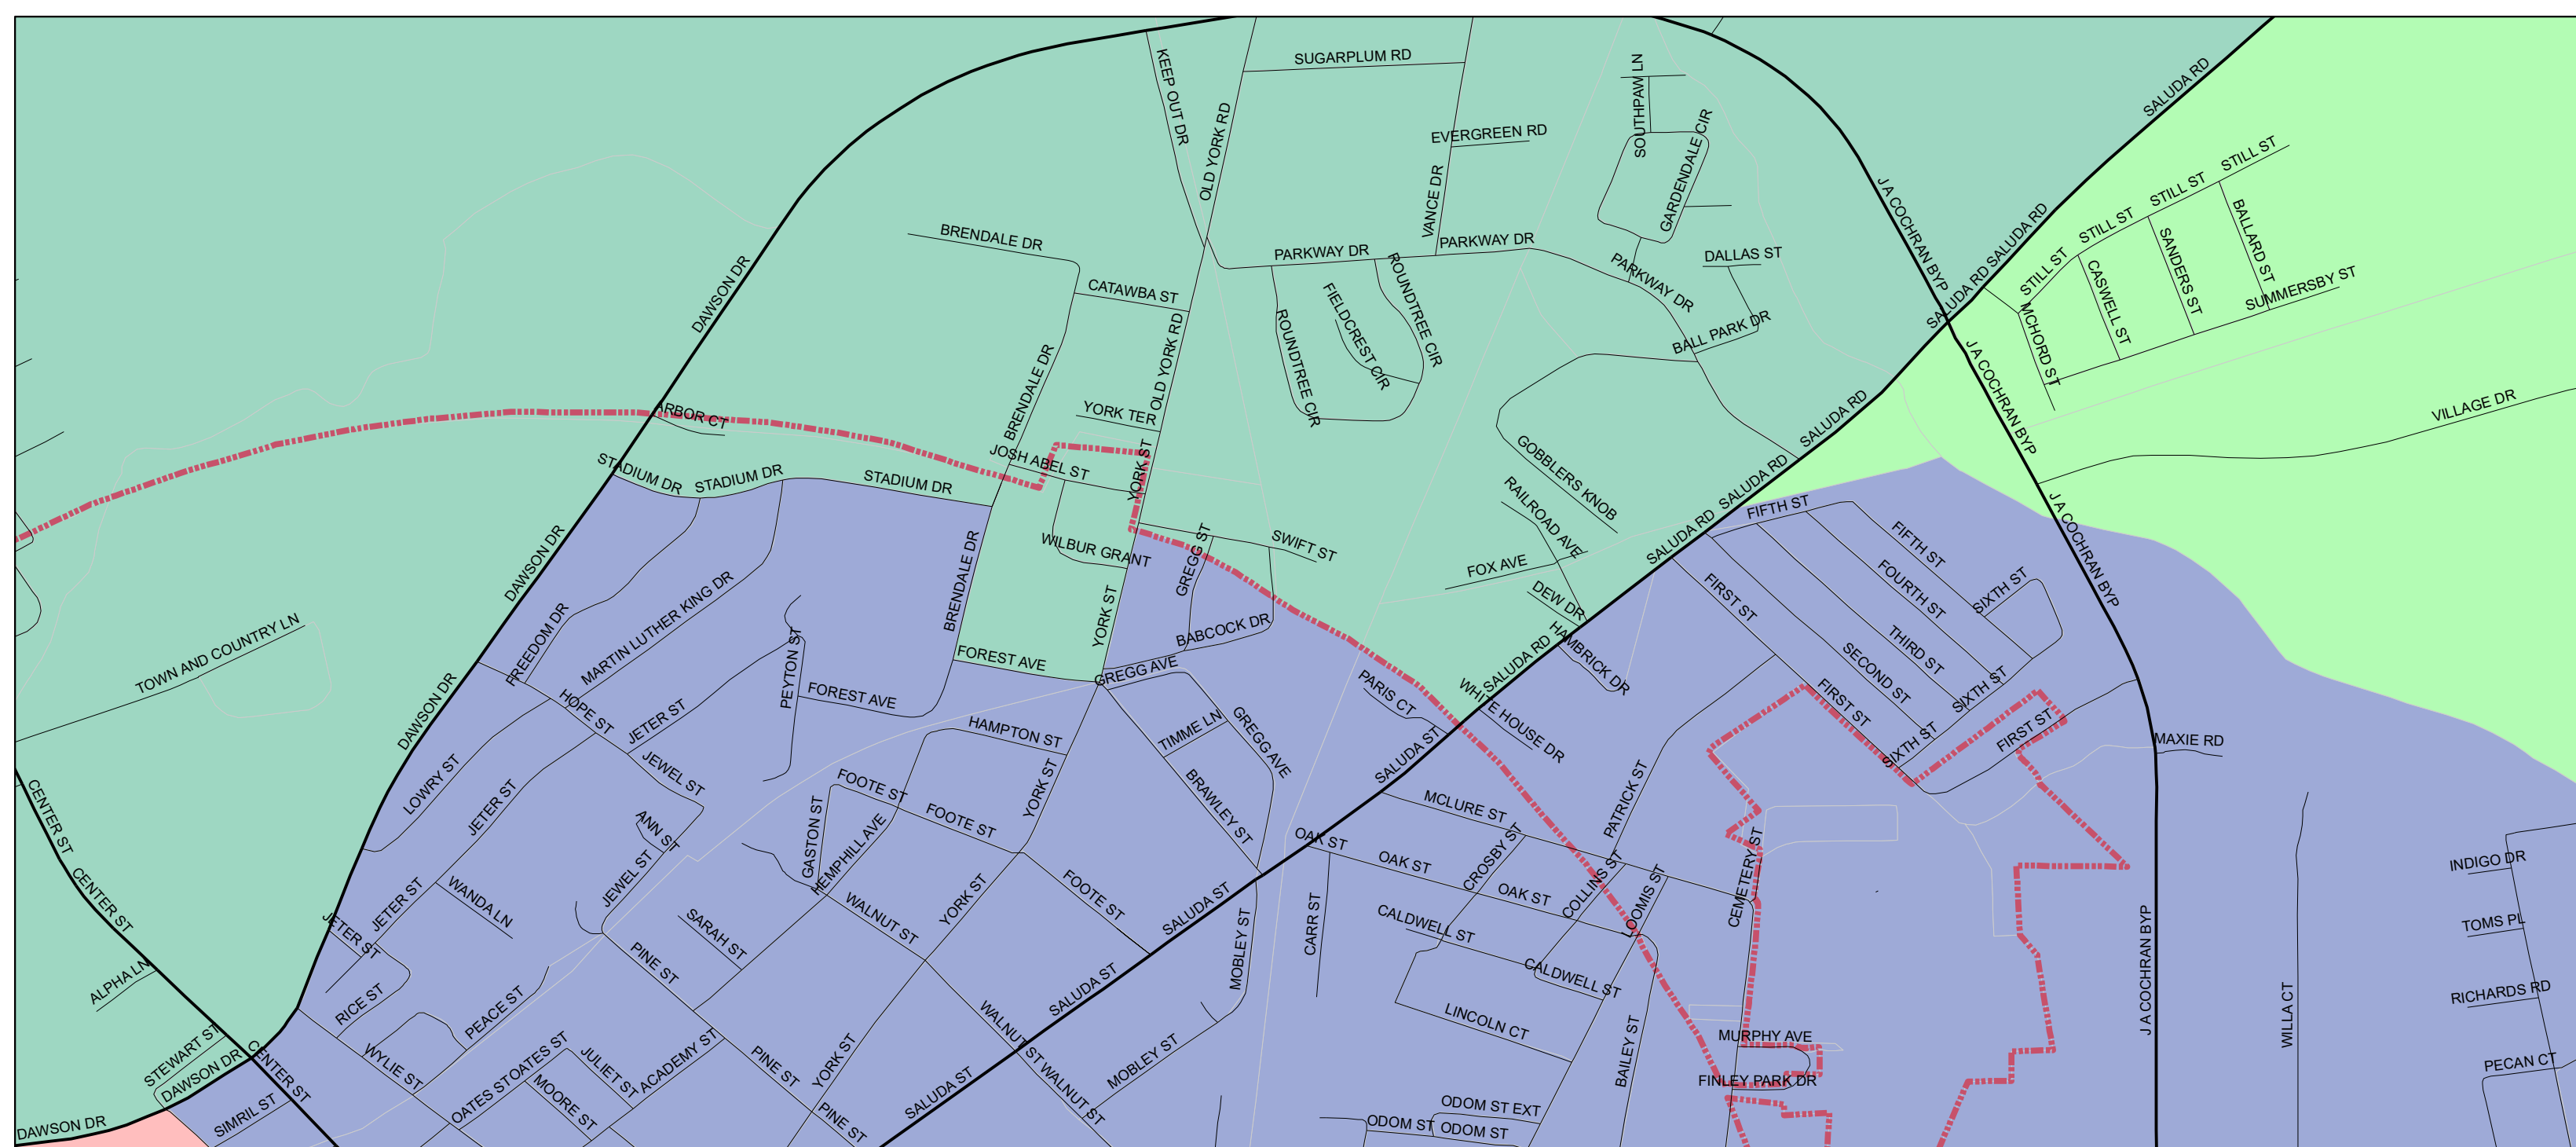 KEEP OUT DR
SUGARPLUM RD
SOUTHPAW LN
SALUDA RD
OLD YORK RD
EVERGREEN RD
GARDENDALE CIR
VANCE DR
J A COCHRAN BYP
STILL ST
STILL ST
STILL ST
STILL ST
BALLARD ST
SANDERS ST
CASWELL ST
SUMMERSBY ST
MCHORD ST
SALUDA RD
SALUDA RD
BRENDALE DR
PARKWAY DR
PARKWAY DR
PARKWAY DR
DALLAS ST
DAWSON DR
CATAWBA ST
ROUNDTREE CIR
FIELDCREST CIR
ROUNDTREE CIR
BALL PARK DR
OLD YORK RD
BRENDALE DR
J A COCHRAN BYP
VILLAGE DR
ARBOR CT
YORK TER
SALUDA RD
JOSH ABEL ST
YORK ST
GOBBLERS KNOB
STADIUM DR
STADIUM DR
STADIUM DR
SALUDA RD
RAILROAD AVE
FIFTH ST
J A COCHRAN BYP
DAWSON DR
WILBUR GRANT
GREGG ST
SWIFT ST
SALUDA RD
FIFTH ST
FOX AVE
BRENDALE DR
FIRST ST
FOURTH ST
SIXTH ST
DEW DR
MARTIN LUTHER KING DR
FREEDOM DR
YORK ST
BABCOCK DR
HAMBRICK DR
THIRD ST
TOWN AND COUNTRY LN
PEYTON ST
FOREST AVE
GREGG AVE
SALUDA RD
SECOND ST
SIXTH ST
FOREST AVE
PARIS CT
WHITE HOUSE DR
FIRST ST
FIRST ST
DAWSON DR
HOPE ST
JETER ST
HAMPTON ST
TIMME LN
GREGG AVE
SIXTH ST
MAXIE RD
SALUDA ST
LOWRY ST
JEWEL ST
FOOTE ST
YORK ST
BRAWLEY ST
CENTER ST
JETER ST
ANN ST
GASTON ST
FOOTE ST
MCLURE ST
PATRICK ST
HEMPHILL AVE
OAK ST
OAK ST
OAK ST
CROSBY ST
COLLINS ST
LOOMIS ST
CEMETERY ST
INDIGO DR
CENTER ST
JEWEL ST
WANDA LN
JETER ST
JETER ST
FOOTE ST
YORK ST
WALNUT ST
SARAH ST
SALUDA ST
MOBLEY ST
CARR ST
CALDWELL ST
CALDWELL ST
TOMS PL
PINE ST
ALPHA LN
RICE ST
PEACE ST
SALUDA ST
J A COCHRAN BYP
RICHARDS RD
WILLA CT
LINCOLN CT
WALNUT ST
WALNUT ST
STEWART ST
DAWSON DR
CENTER ST
WYLIE ST
OATES ST
OATES ST
JULIET ST
ACADEMY ST
PINE ST
YORK ST
MOBLEY ST
BAILEY ST
MURPHY AVE
FINLEY PARK DR
PECAN CT
MOORE ST
SIMRIL ST
SALUDA ST
ODOM ST EXT
DAWSON DR
PINE ST
ODOM ST
ODOM ST